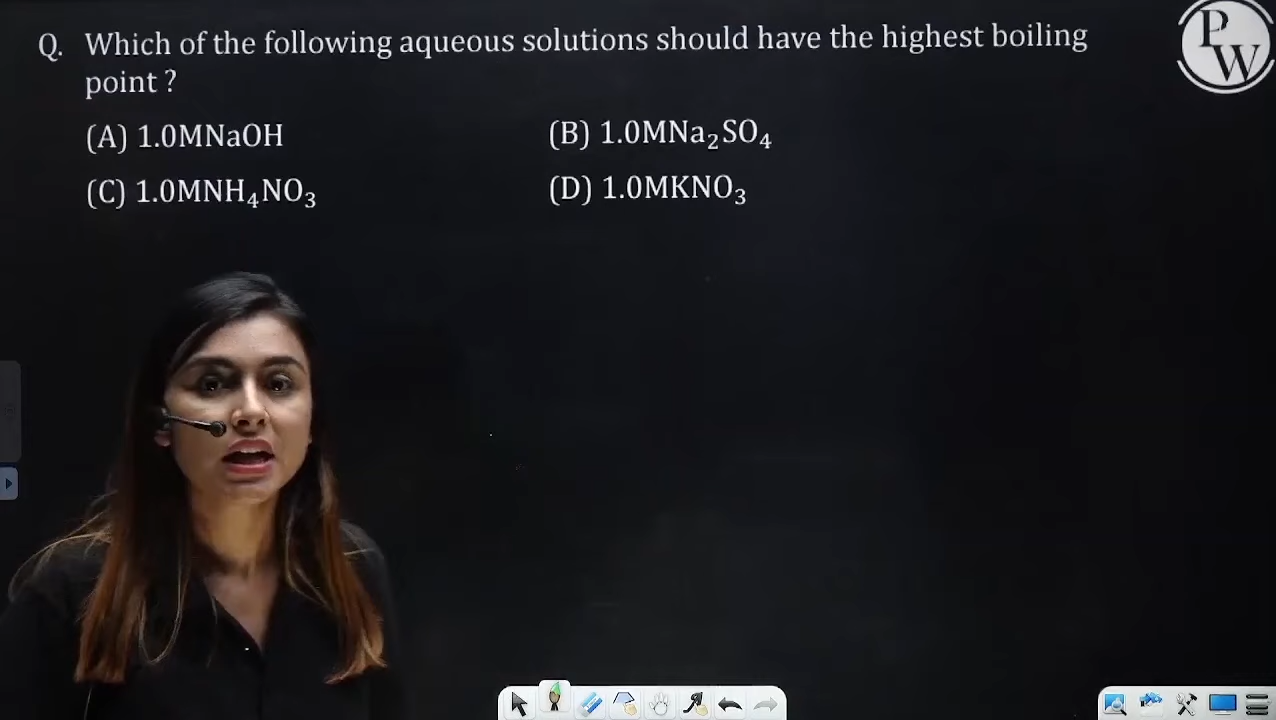 Q. Which of the following aqueous solutions should have the highest boiling
point ?
(A) 1.0MNaOH (B) 1.0MNa₂SO₄
(C) 1.0MNH₄NO₃ (D) 1.0MKNO₃
PW